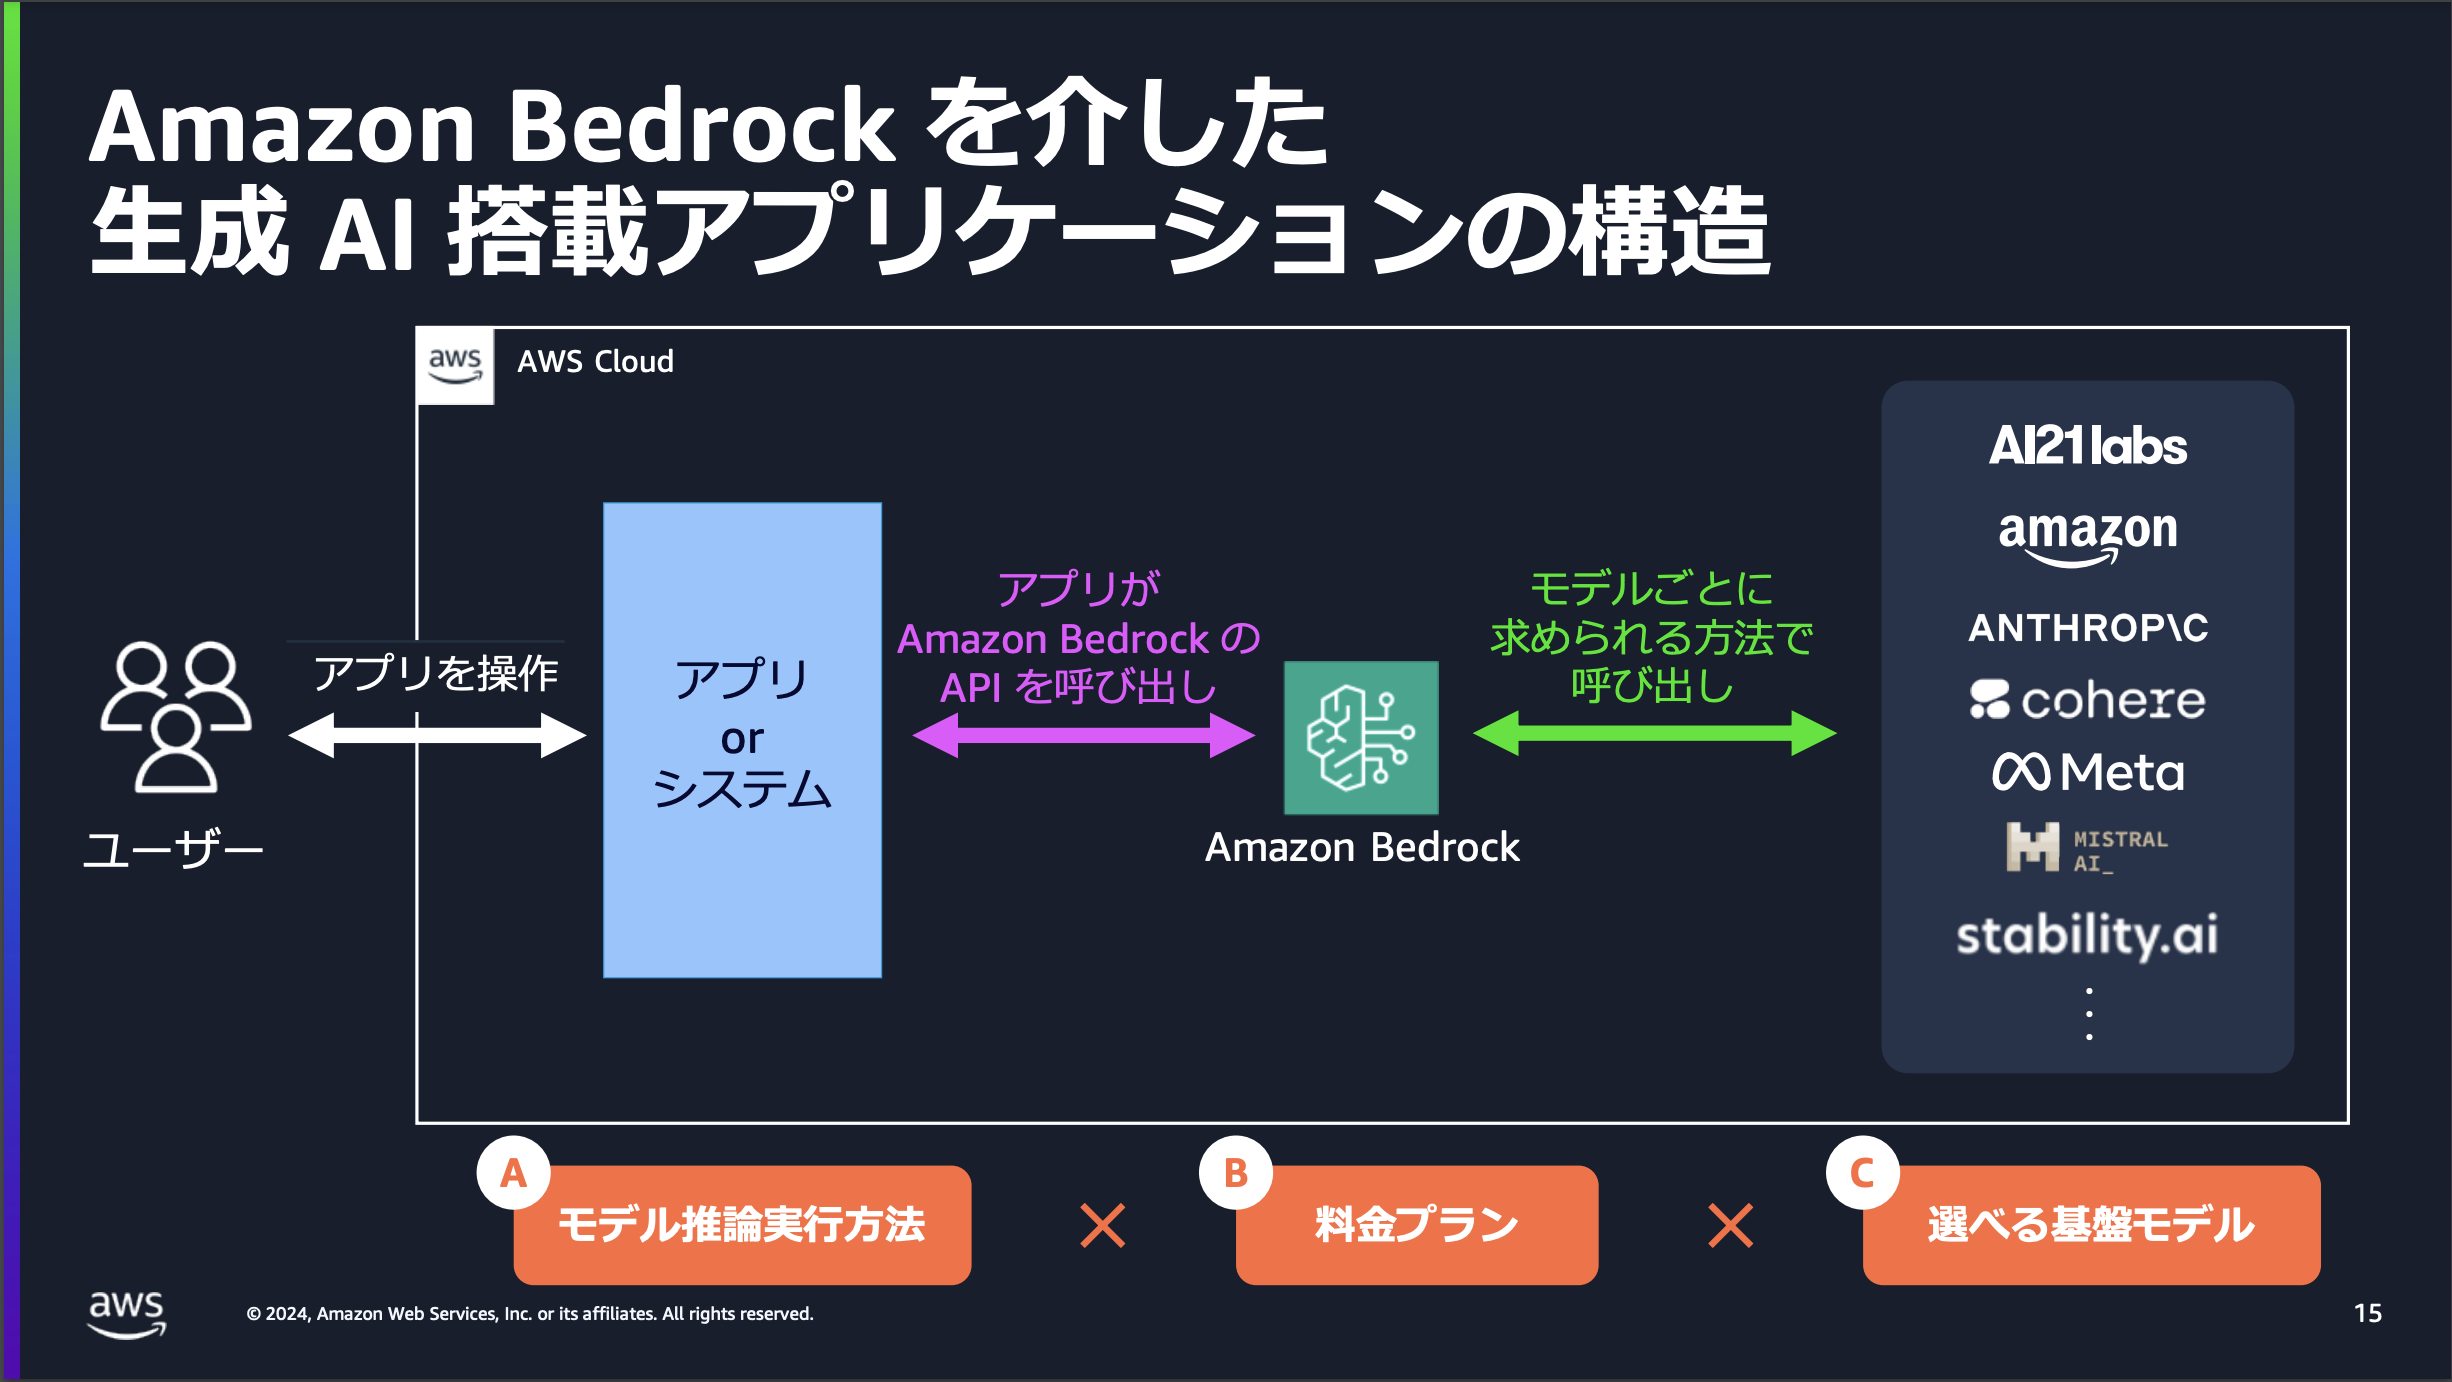 Amazon Bedrock を介した
生成 AI 搭載アプリケーションの構造
aws
AWS Cloud
アプリを操作
ユーザー
アプリ
or
システム
アプリが
Amazon Bedrock の
API を呼び出し
Amazon Bedrock
モデルごとに
求められる方法で
呼び出し
AI21labs
amazon
ANTHROP\C
cohere
Meta
MISTRAL
AI_
stability.ai
A
モデル推論実行方法
×
B
料金プラン
×
C
選べる基盤モデル
aws
© 2024, Amazon Web Services, Inc. or its affiliates. All rights reserved.
15